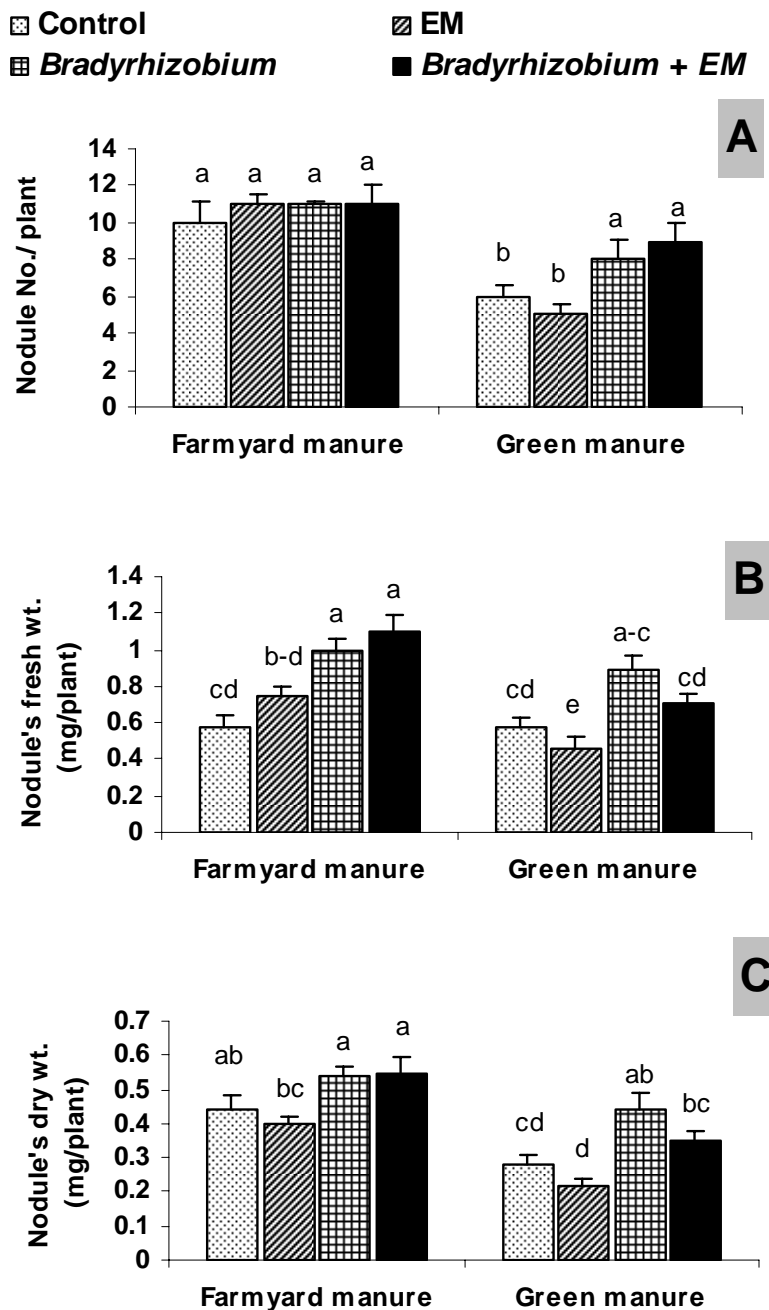 Control EM
Bradyrhizobium Bradyrhizobium + EM
A
14
12
10
8
6
4
2
0
Nodule No./ plant
a a a a
b b a a
Farmyard manure Green manure
B
1.4
1.2
1
0.8
0.6
0.4
0.2
0
Nodule's fresh wt.
(mg/plant)
cd b-d a a
cd e a-c cd
Farmyard manure Green manure
C
0.7
0.6
0.5
0.4
0.3
0.2
0.1
0
Nodule's dry wt.
(mg/plant)
ab bc a a
cd d ab bc
Farmyard manure Green manure